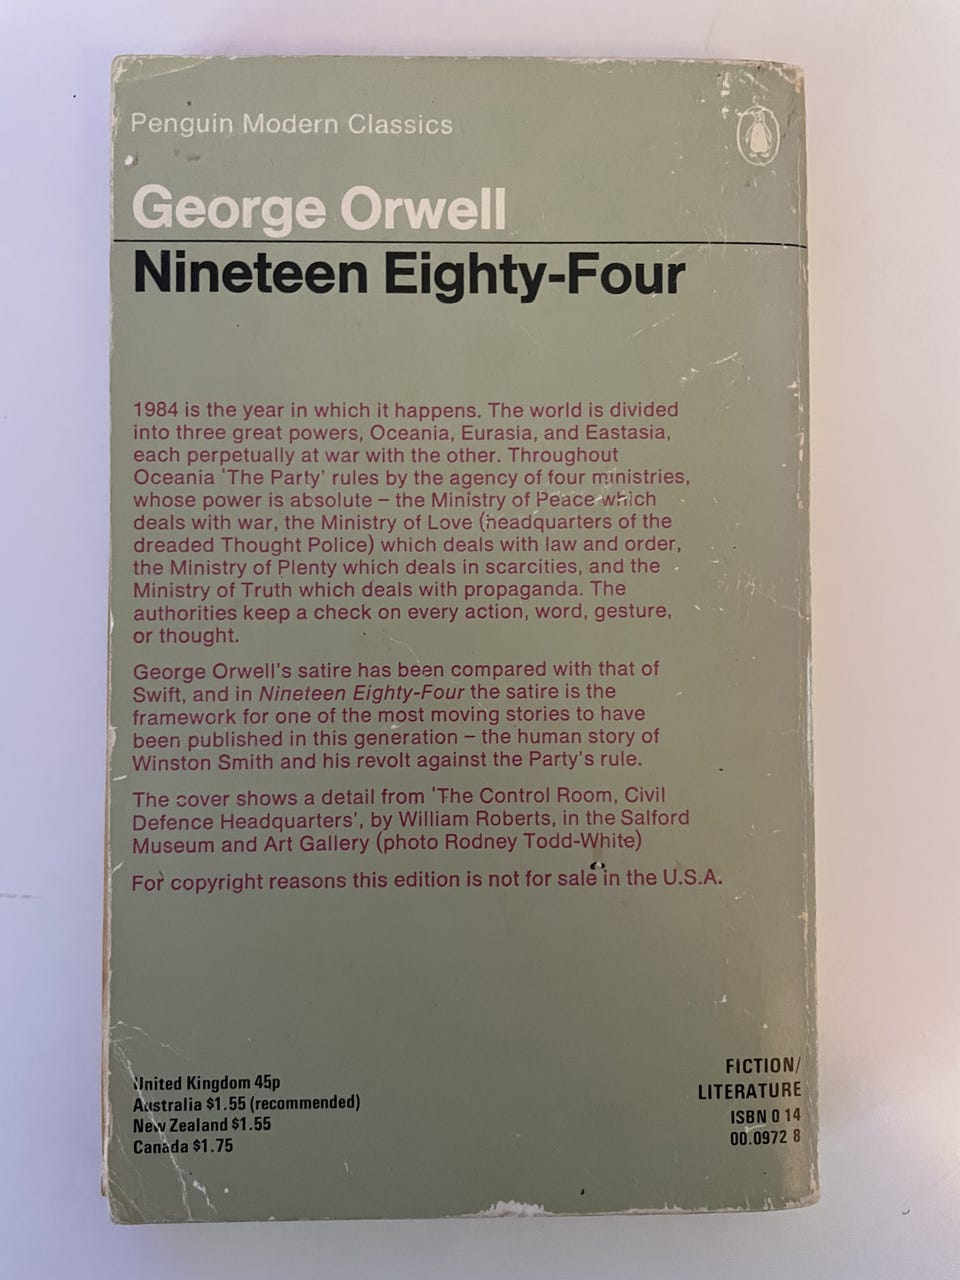 Penguin Modern Classics
George Orwell
Nineteen Eighty-Four
1984 is the year in which it happens. The world is divided
into three great powers, Oceania, Eurasia, and Eastasia,
each perpetually at war with the other. Throughout
Oceania ‘The Party’ rules by the agency of four ministries,
whose power is absolute – the Ministry of Peace which
deals with war, the Ministry of Love (headquarters of the
dreaded Thought Police) which deals with law and order,
the Ministry of Plenty which deals in scarcities, and the
Ministry of Truth which deals with propaganda. The
authorities keep a check on every action, word, gesture,
or thought.
George Orwell's satire has been compared with that of
Swift, and in Nineteen Eighty-Four the satire is the
framework for one of the most moving stories to have
been published in this generation – the human story of
Winston Smith and his revolt against the Party's rule.
The cover shows a detail from ‘The Control Room, Civil
Defence Headquarters’, by William Roberts, in the Salford
Museum and Art Gallery (photo Rodney Todd-White)
For copyright reasons this edition is not for sale in the U.S.A.
United Kingdom 45p
Australia $1.55 (recommended)
New Zealand $1.55
Canada $1.75
FICTION/
LITERATURE
ISBN 0 14
00.0972 8